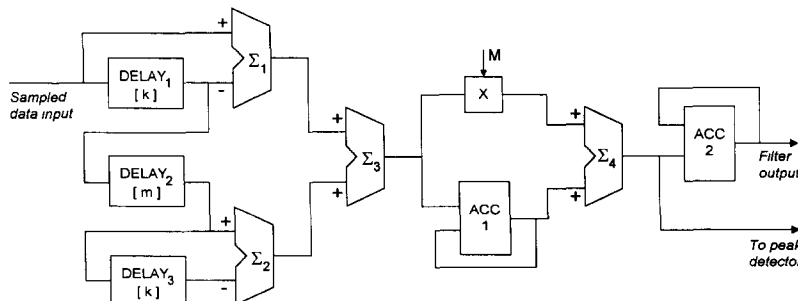 +
DELAY1
[ k ]
-
Σ1
Sampled
data input
DELAY2
[ m ]
+
DELAY3
[ k ]
-
Σ2
+
+
Σ3
M
X
ACC
1
+
+
Σ4
ACC
2
Filter
output
To peak
detector